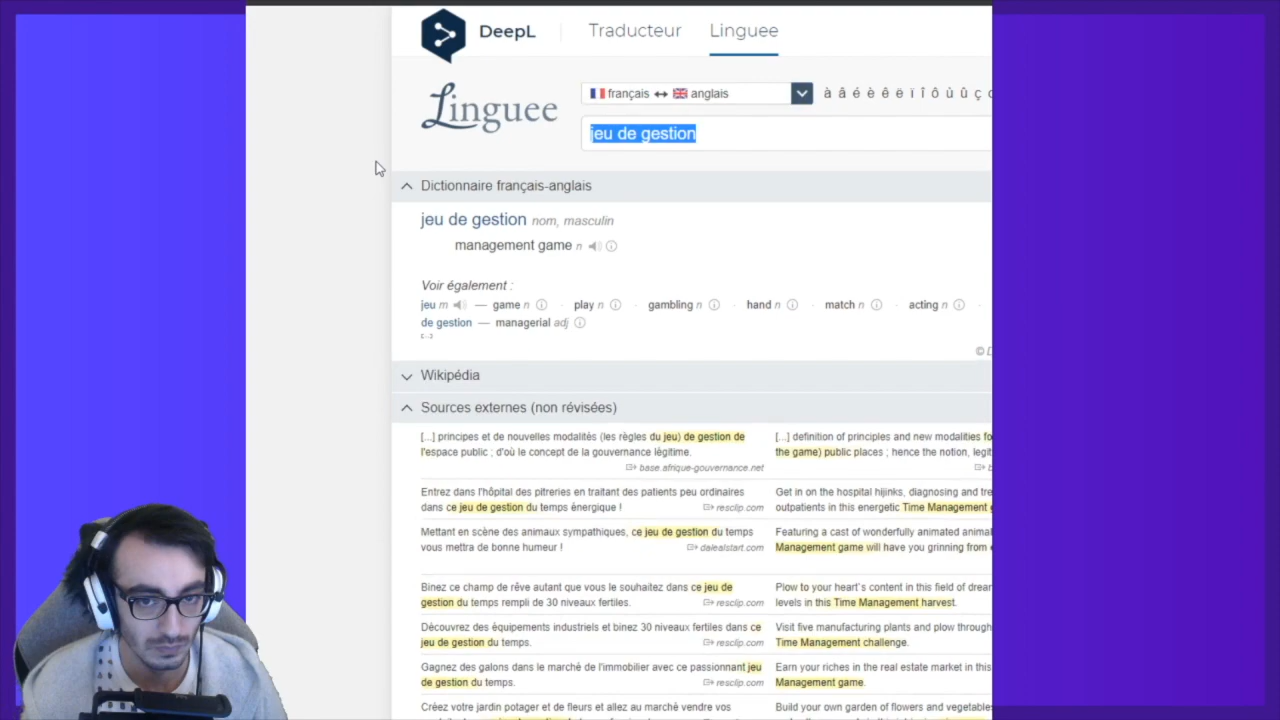 DeepL Traducteur Linguee
Linguee
français ↔ anglais à â é è ê ë ï î ô ù û ç
jeu de gestion
Dictionnaire français-anglais
jeu de gestion nom, masculin
management game n
Voir également :
jeu m — game n · play n · gambling n · hand n · match n · acting n ·
de gestion — managerial adj
©
Wikipédia
Sources externes (non révisées)
[...] principes et de nouvelles modalités (les règles du jeu) de gestion de
l'espace public ; d'où le concept de la gouvernance légitime.
base.afrique-gouvernance.net
[...] definition of principles and new modalities
the game) public places ; hence the notion,
Entrez dans l'hôpital des pitreries en traitant des patients peu ordinaires
dans ce jeu de gestion du temps énergique !
resclip.com
Get in on the hospital hijinks, diagnosing and
outpatients in this energetic Time Management
Mettant en scène des animaux sympathiques, ce jeu de gestion du temps
vous mettra de bonne humeur !
dalealstart.com
Featuring a cast of wonderfully animated
Management game will have you grinning from
Binez ce champ de rêve autant que vous le souhaitez dans ce jeu de
gestion du temps rempli de 30 niveaux fertiles.
resclip.com
Plow to your heart's content in this field of
levels in this Time Management harvest.
Découvrez des équipements industriels et binez 30 niveaux fertiles dans ce
jeu de gestion du temps.
resclip.com
Visit five manufacturing plants and plow through
Time Management challenge.
Gagnez des galons dans le marché de l'immobilier avec ce passionnant jeu
de gestion du temps.
resclip.com
Earn your riches in the real estate market in this
Management game.
Créez votre jardin potager et de fleurs et allez au marché vendre vos
Build your own garden of flowers and vegetables